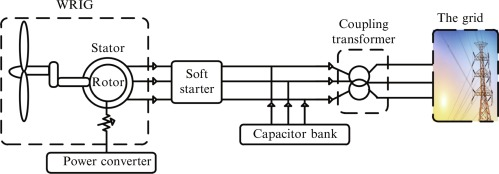 WRIG
Stator
Rotor
Power converter
Soft
starter
Capacitor bank
Coupling
transformer
The grid